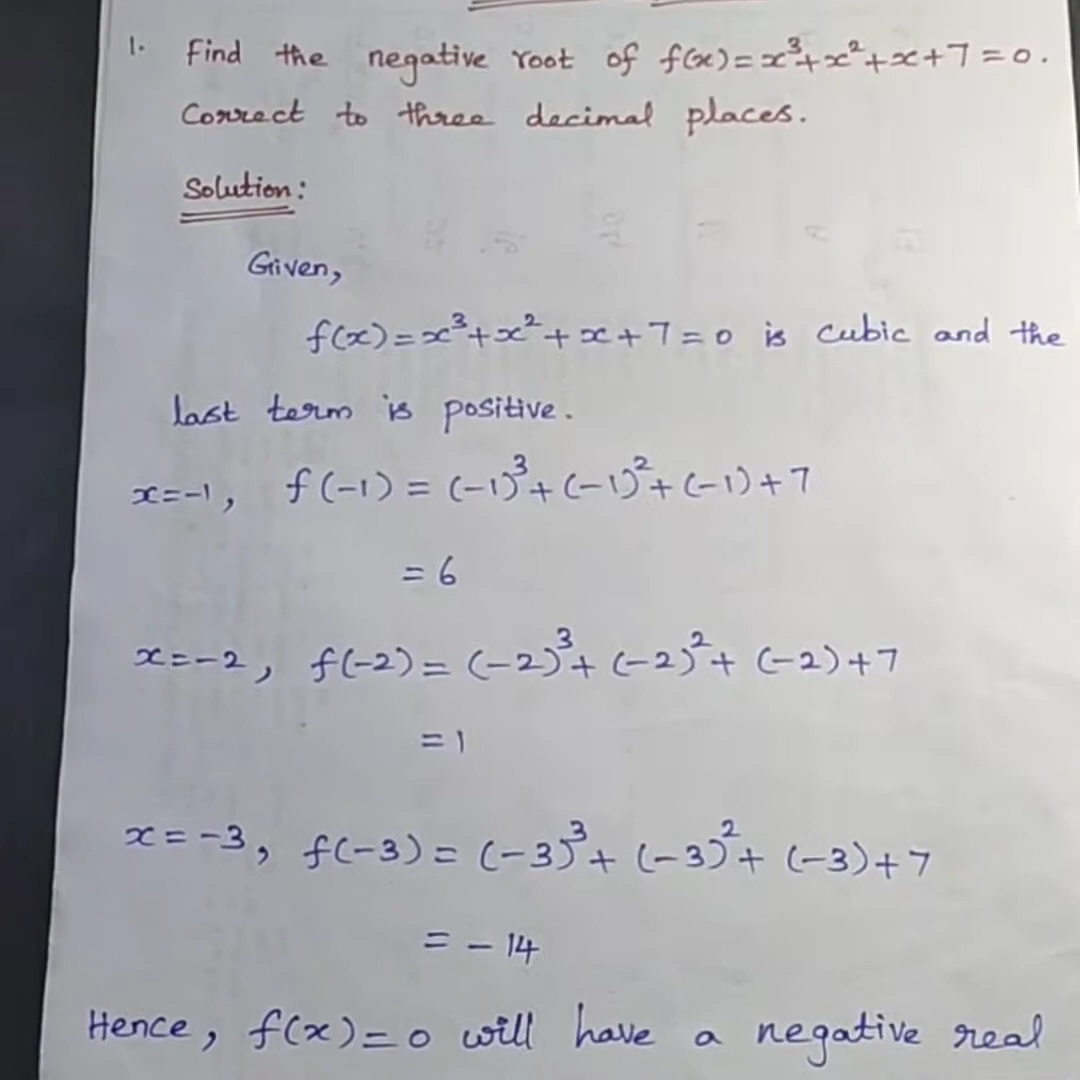 1. Find the negative root of f(x)=x³+x²+x+7=0.
Correct to three decimal places.
Solution:
Given,
f(x)=x³+x²+x+7=0 is cubic and the
last term is positive.
x=-1, f(-1) = (-1)³+(-1)²+(-1)+7
= 6
x=-2, f(-2) = (-2)³+(-2)²+(-2)+7
= 1
x=-3, f(-3) = (-3)³+(-3)²+(-3)+7
= -14
Hence, f(x)=0 will have a negative real